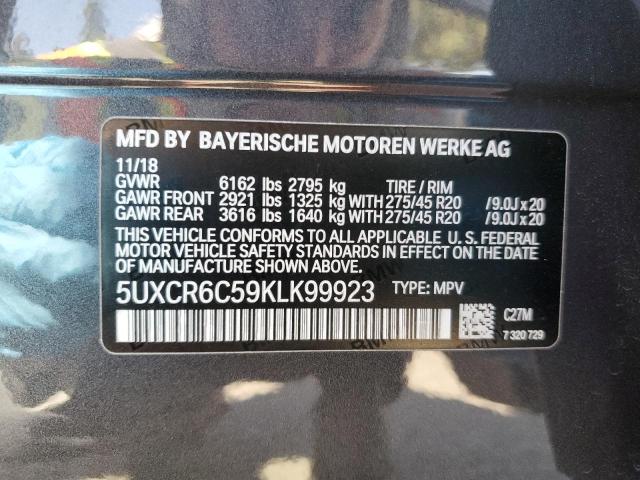 MFD BY BAYERISCHE MOTOREN WERKE AG
11/18
GVWR 6162 lbs 2795 kg TIRE / RIM
GAWR FRONT 2921 lbs 1325 kg WITH 275/45 R20 /9.0J x 20
GAWR REAR 3616 lbs 1640 kg WITH 275/45 R20 /9.0J x 20
THIS VEHICLE CONFORMS TO ALL APPLICABLE U.S. FEDERAL
MOTOR VEHICLE SAFETY STANDARDS IN EFFECT ON THE DATE
OF MANUFACTURE SHOWN ABOVE.
5UXCR6C59KLK99923 TYPE: MPV
C27M
7 320 729